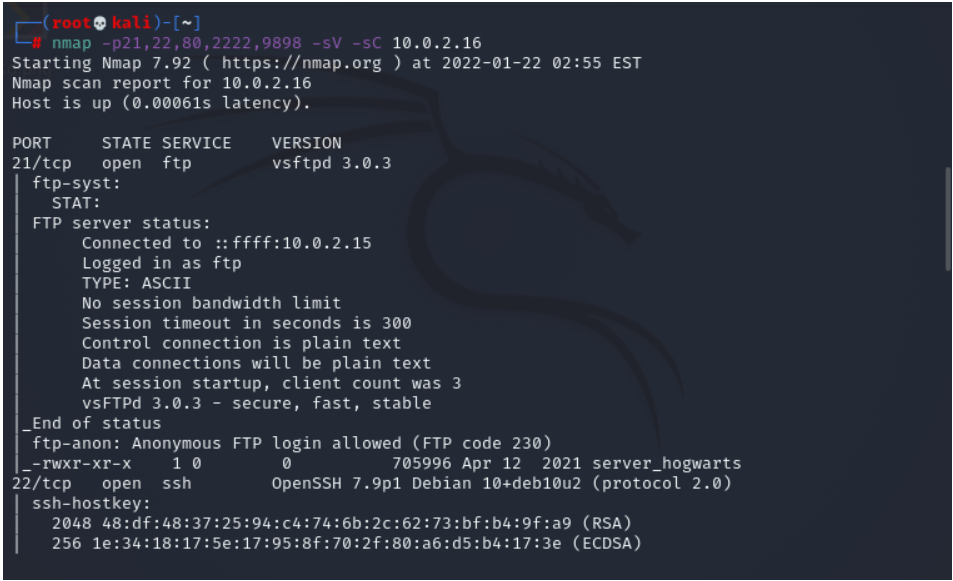 ┌──(root💀kali)-[~]
└─# nmap -p21,22,80,2222,9898 -sV -sC 10.0.2.16
Starting Nmap 7.92 ( https://nmap.org ) at 2022-01-22 02:55 EST
Nmap scan report for 10.0.2.16
Host is up (0.00061s latency).

PORT     STATE SERVICE    VERSION
21/tcp   open  ftp        vsftpd 3.0.3
| ftp-syst:
|   STAT:
| FTP server status:
|      Connected to ::ffff:10.0.2.15
|      Logged in as ftp
|      TYPE: ASCII
|      No session bandwidth limit
|      Session timeout in seconds is 300
|      Control connection is plain text
|      Data connections will be plain text
|      At session startup, client count was 3
|      vsFTPd 3.0.3 - secure, fast, stable
|_End of status
| ftp-anon: Anonymous FTP login allowed (FTP code 230)
|_-rwxr-xr-x    1 0        0          705996 Apr 12  2021 server_hogwarts
22/tcp   open  ssh        OpenSSH 7.9p1 Debian 10+deb10u2 (protocol 2.0)
| ssh-hostkey:
|   2048 48:df:48:37:25:94:c4:74:6b:2c:62:73:bf:b4:9f:a9 (RSA)
|   256 1e:34:18:17:5e:17:95:8f:70:2f:80:a6:d5:b4:17:3e (ECDSA)